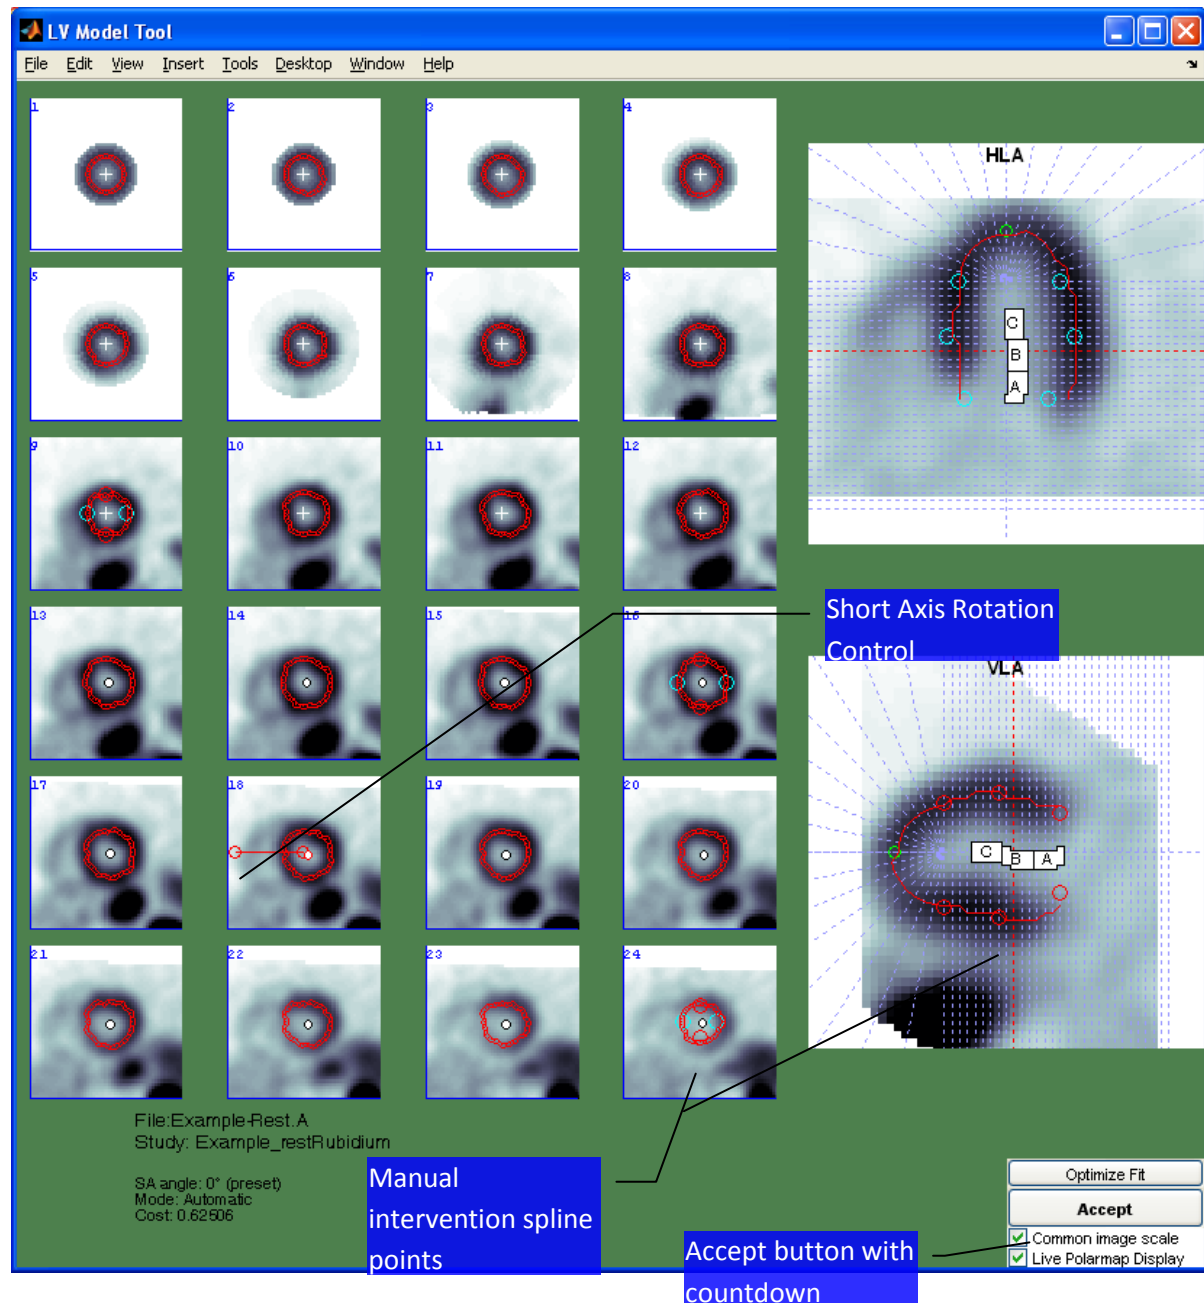 LV Model Tool
File Edit View Insert Tools Desktop Window Help
1 2 3 4
HLA
5 6 7 8
C
B
A
9 10 11 12
13 14 15 16
Short Axis Rotation
Control
VLA
17 18 19 20
C B A
21 22 23 24
File:Example-Rest.A
Study: Example_restRubidium
SA angle: 0° (preset)
Mode: Automatic
Cost: 0.62506
Manual
intervention spline
points
Accept button with
countdown
Optimize Fit
Accept
Common image scale
Live Polarmap Display